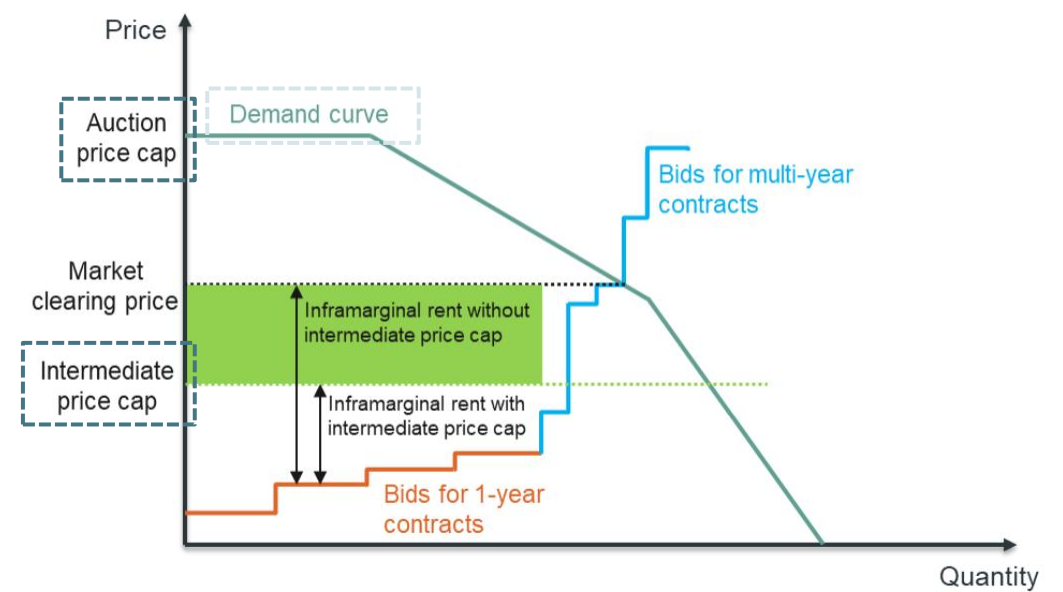 Price
Demand curve
Auction
price cap
Bids for multi-year
contracts
Market
clearing price
Inframarginal rent without
intermediate price cap
Intermediate
price cap
Inframarginal rent with
intermediate price cap
Bids for 1-year
contracts
Quantity